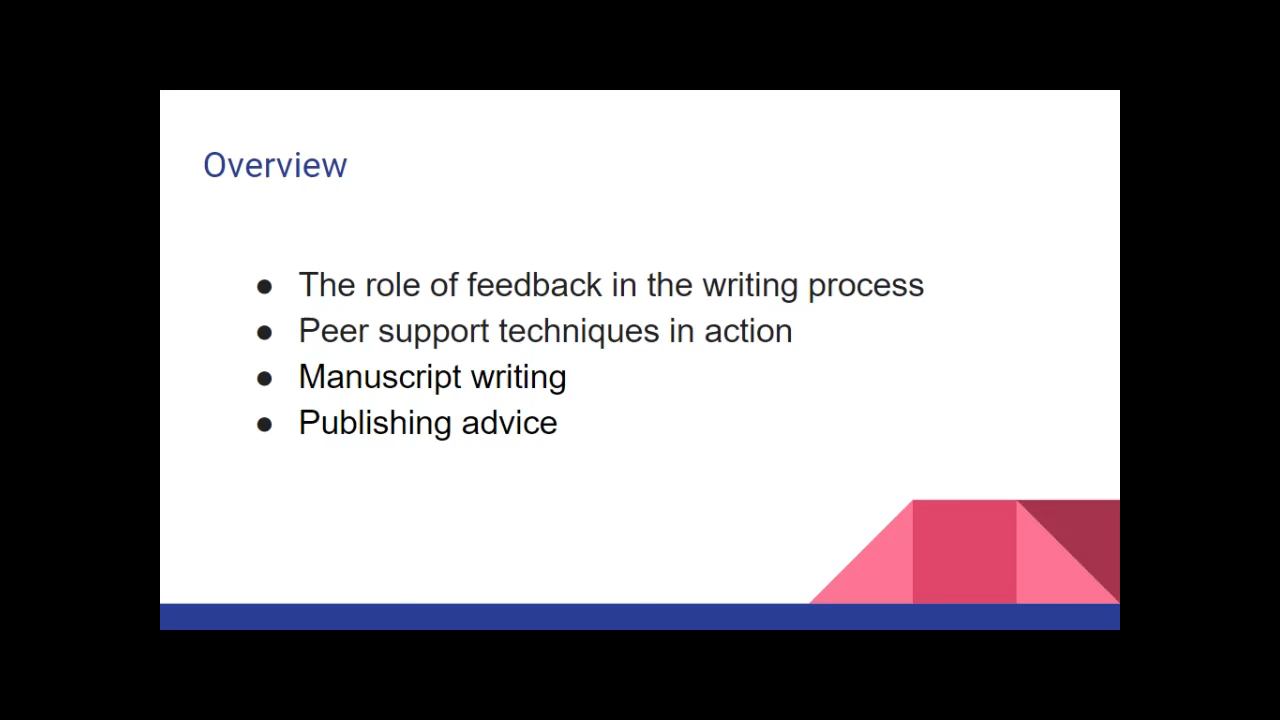 Overview
● The role of feedback in the writing process
● Peer support techniques in action
● Manuscript writing
● Publishing advice